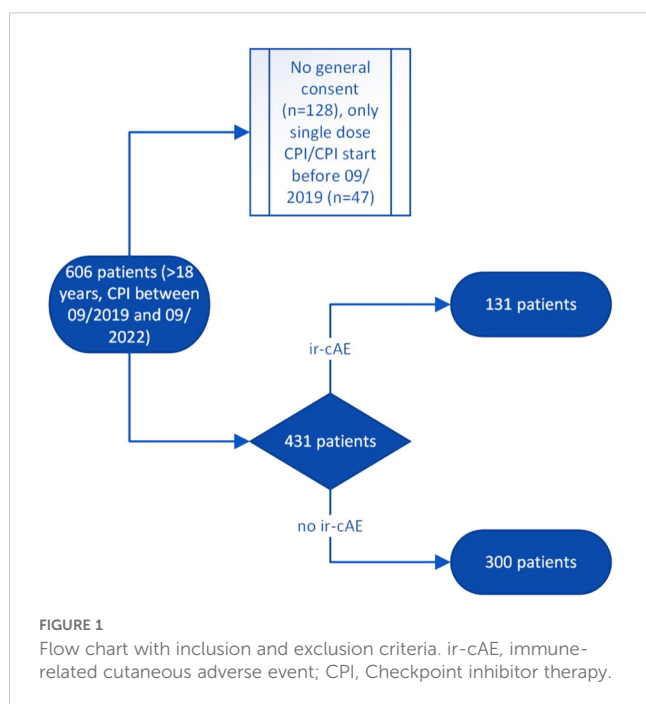 No general
consent
(n=128), only
single dose
CPI/CPI start
before 09/
2019 (n=47)
606 patients (>18
years, CPI between
09/2019 and 09/
2022)
131 patients
ir-cAE
431 patients
no ir-cAE
300 patients
FIGURE 1
Flow chart with inclusion and exclusion criteria. ir-cAE, immune-
related cutaneous adverse event; CPI, Checkpoint inhibitor therapy.